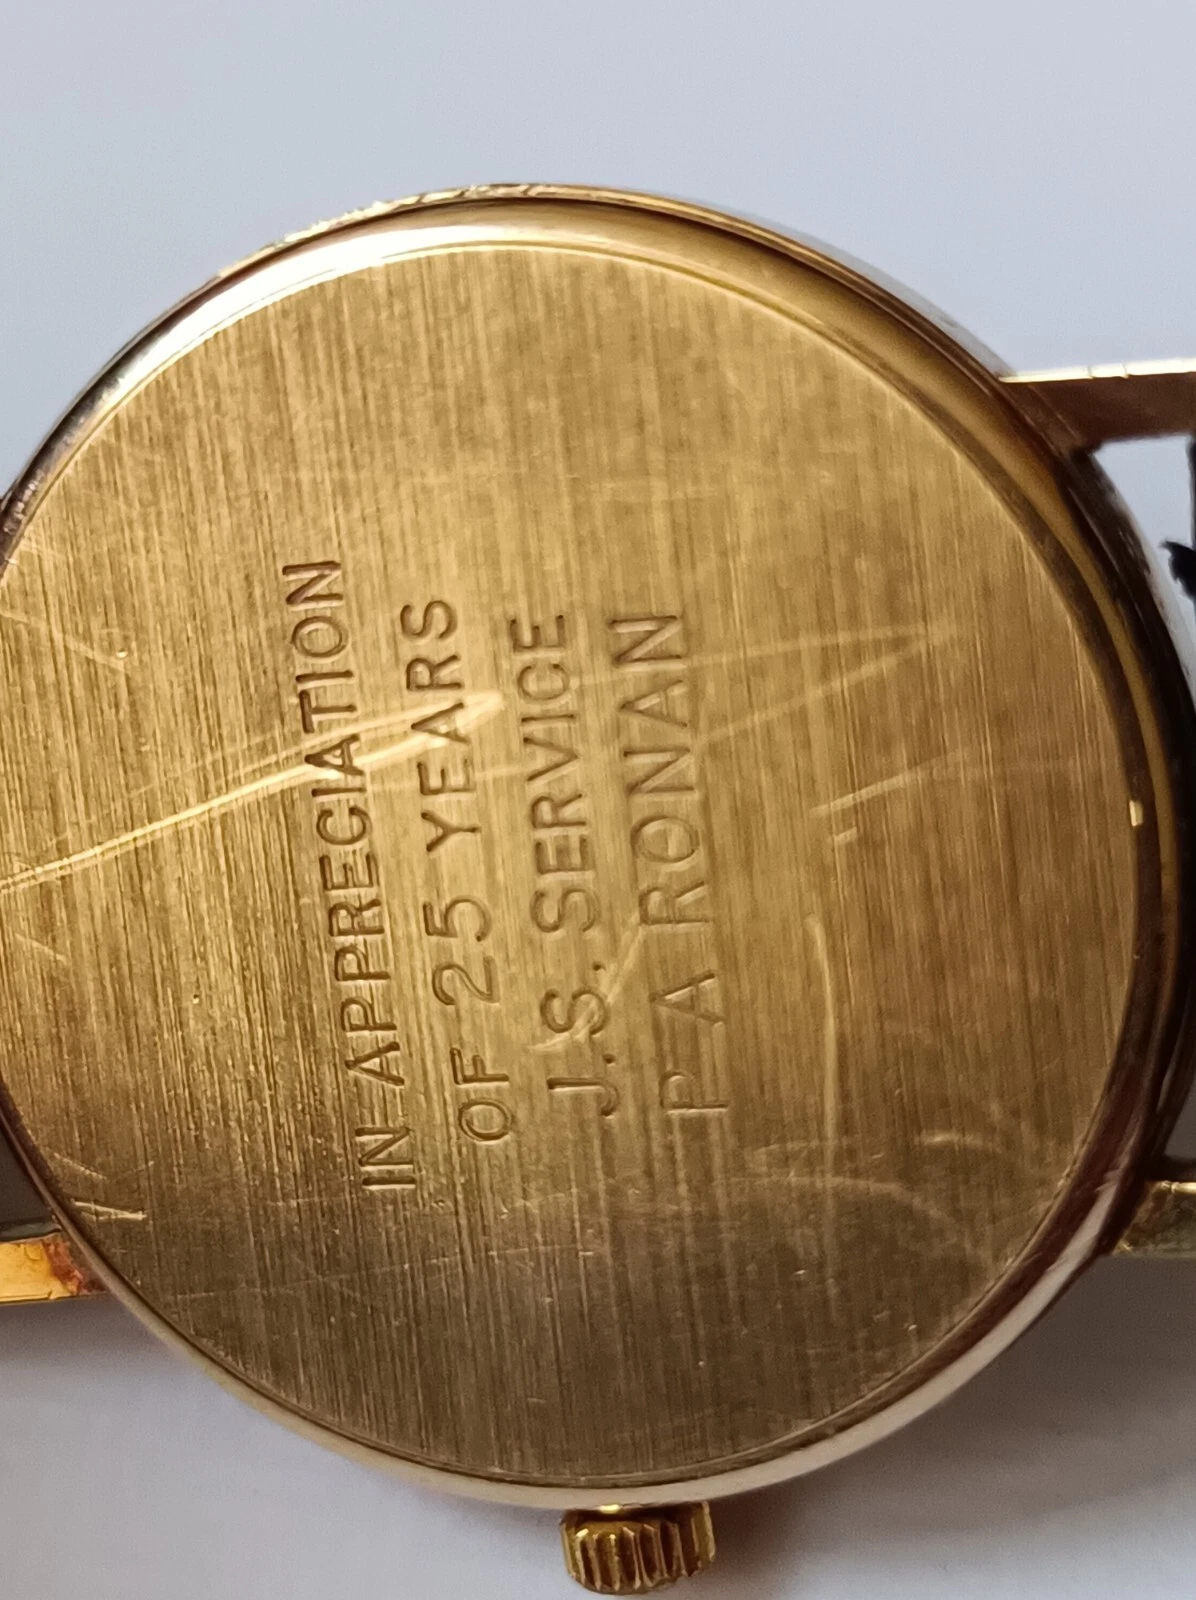 IN APPRECIATION
OF 25 YEARS
J.S. SERVICE
P A RONAN